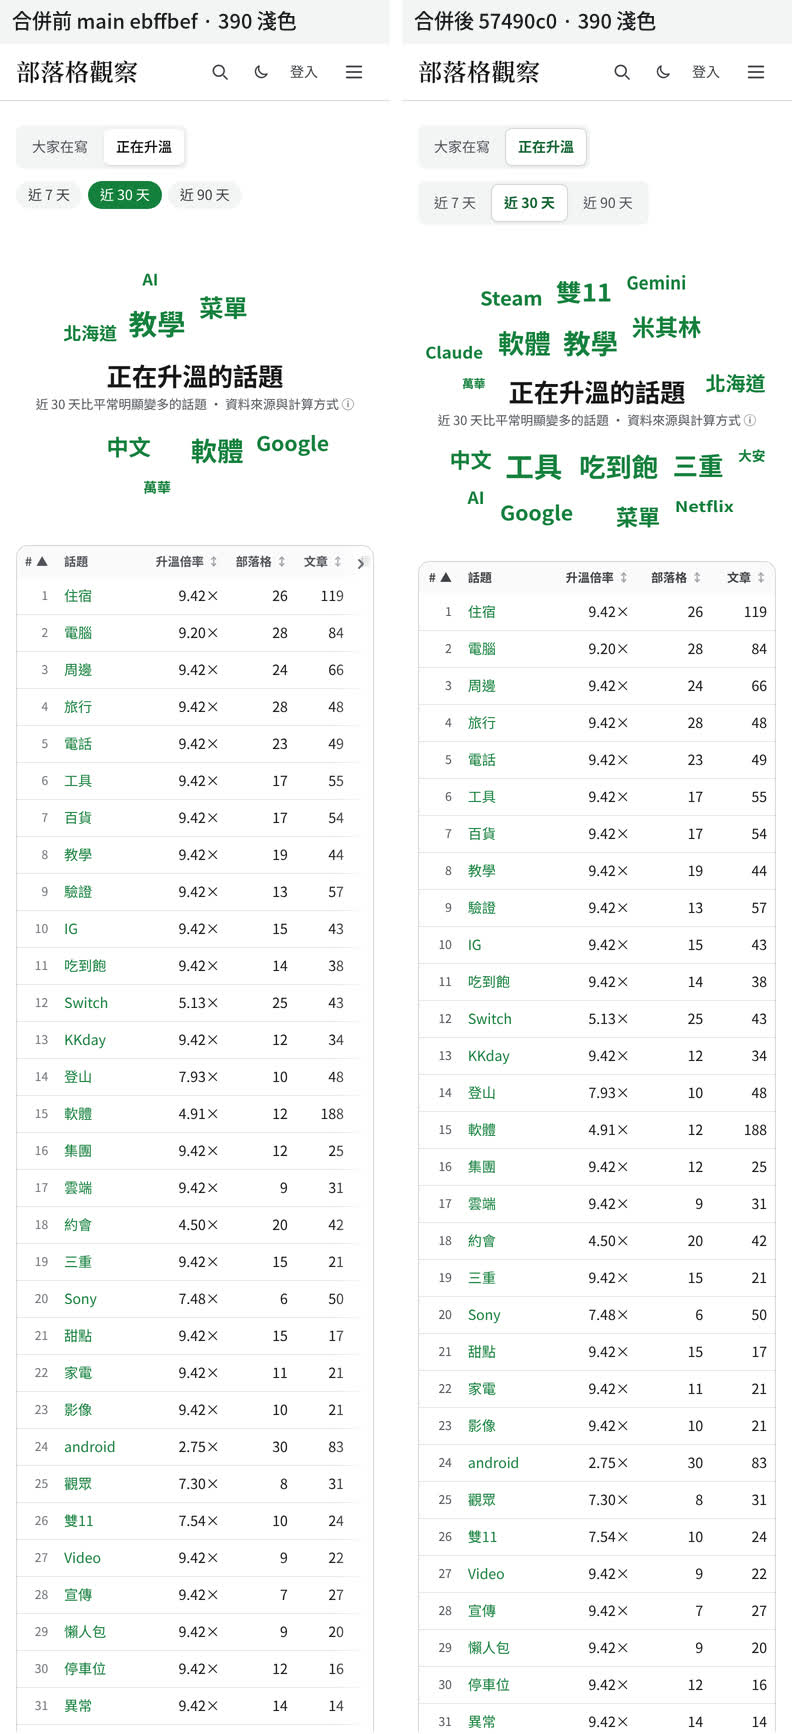 合併前 main ebffbef · 390 淺色
部落格觀察
登入
大家在寫 正在升溫
近 7 天 近 30 天 近 90 天
AI
菜單
教學
北海道
正在升溫的話題
近 30 天比平常明顯變多的話題 • 資料來源與計算方式 ⓘ
Google
中文 軟體
萬華
# ▲ 話題 升溫倍率 ↕ 部落格 ↕ 文章 ↕ ›
1 住宿 9.42× 26 119
2 電腦 9.20× 28 84
3 周邊 9.42× 24 66
4 旅行 9.42× 28 48
5 電話 9.42× 23 49
6 工具 9.42× 17 55
7 百貨 9.42× 17 54
8 教學 9.42× 19 44
9 驗證 9.42× 13 57
10 IG 9.42× 15 43
11 吃到飽 9.42× 14 38
12 Switch 5.13× 25 43
13 KKday 9.42× 12 34
14 登山 7.93× 10 48
15 軟體 4.91× 12 188
16 集團 9.42× 12 25
17 雲端 9.42× 9 31
18 約會 4.50× 20 42
19 三重 9.42× 15 21
20 Sony 7.48× 6 50
21 甜點 9.42× 15 17
22 家電 9.42× 11 21
23 影像 9.42× 10 21
24 android 2.75× 30 83
25 觀眾 7.30× 8 31
26 雙11 7.54× 10 24
27 Video 9.42× 9 22
28 宣傳 9.42× 7 27
29 懶人包 9.42× 9 20
30 停車位 9.42× 12 16
31 異常 9.42× 14 14
合併後 57490c0 · 390 淺色
部落格觀察
登入
大家在寫 正在升溫
近 7 天 近 30 天 近 90 天
Gemini
Steam 雙11
米其林
軟體 教學
Claude
萬華 北海道
正在升溫的話題
近 30 天比平常明顯變多的話題 • 資料來源與計算方式 ⓘ
大安
中文 工具 吃到飽 三重
AI
Google 菜單 Netflix
# ▲ 話題 升溫倍率 ↕ 部落格 ↕ 文章 ↕
1 住宿 9.42× 26 119
2 電腦 9.20× 28 84
3 周邊 9.42× 24 66
4 旅行 9.42× 28 48
5 電話 9.42× 23 49
6 工具 9.42× 17 55
7 百貨 9.42× 17 54
8 教學 9.42× 19 44
9 驗證 9.42× 13 57
10 IG 9.42× 15 43
11 吃到飽 9.42× 14 38
12 Switch 5.13× 25 43
13 KKday 9.42× 12 34
14 登山 7.93× 10 48
15 軟體 4.91× 12 188
16 集團 9.42× 12 25
17 雲端 9.42× 9 31
18 約會 4.50× 20 42
19 三重 9.42× 15 21
20 Sony 7.48× 6 50
21 甜點 9.42× 15 17
22 家電 9.42× 11 21
23 影像 9.42× 10 21
24 android 2.75× 30 83
25 觀眾 7.30× 8 31
26 雙11 7.54× 10 24
27 Video 9.42× 9 22
28 宣傳 9.42× 7 27
29 懶人包 9.42× 9 20
30 停車位 9.42× 12 16
31 異常 9.42× 14 14